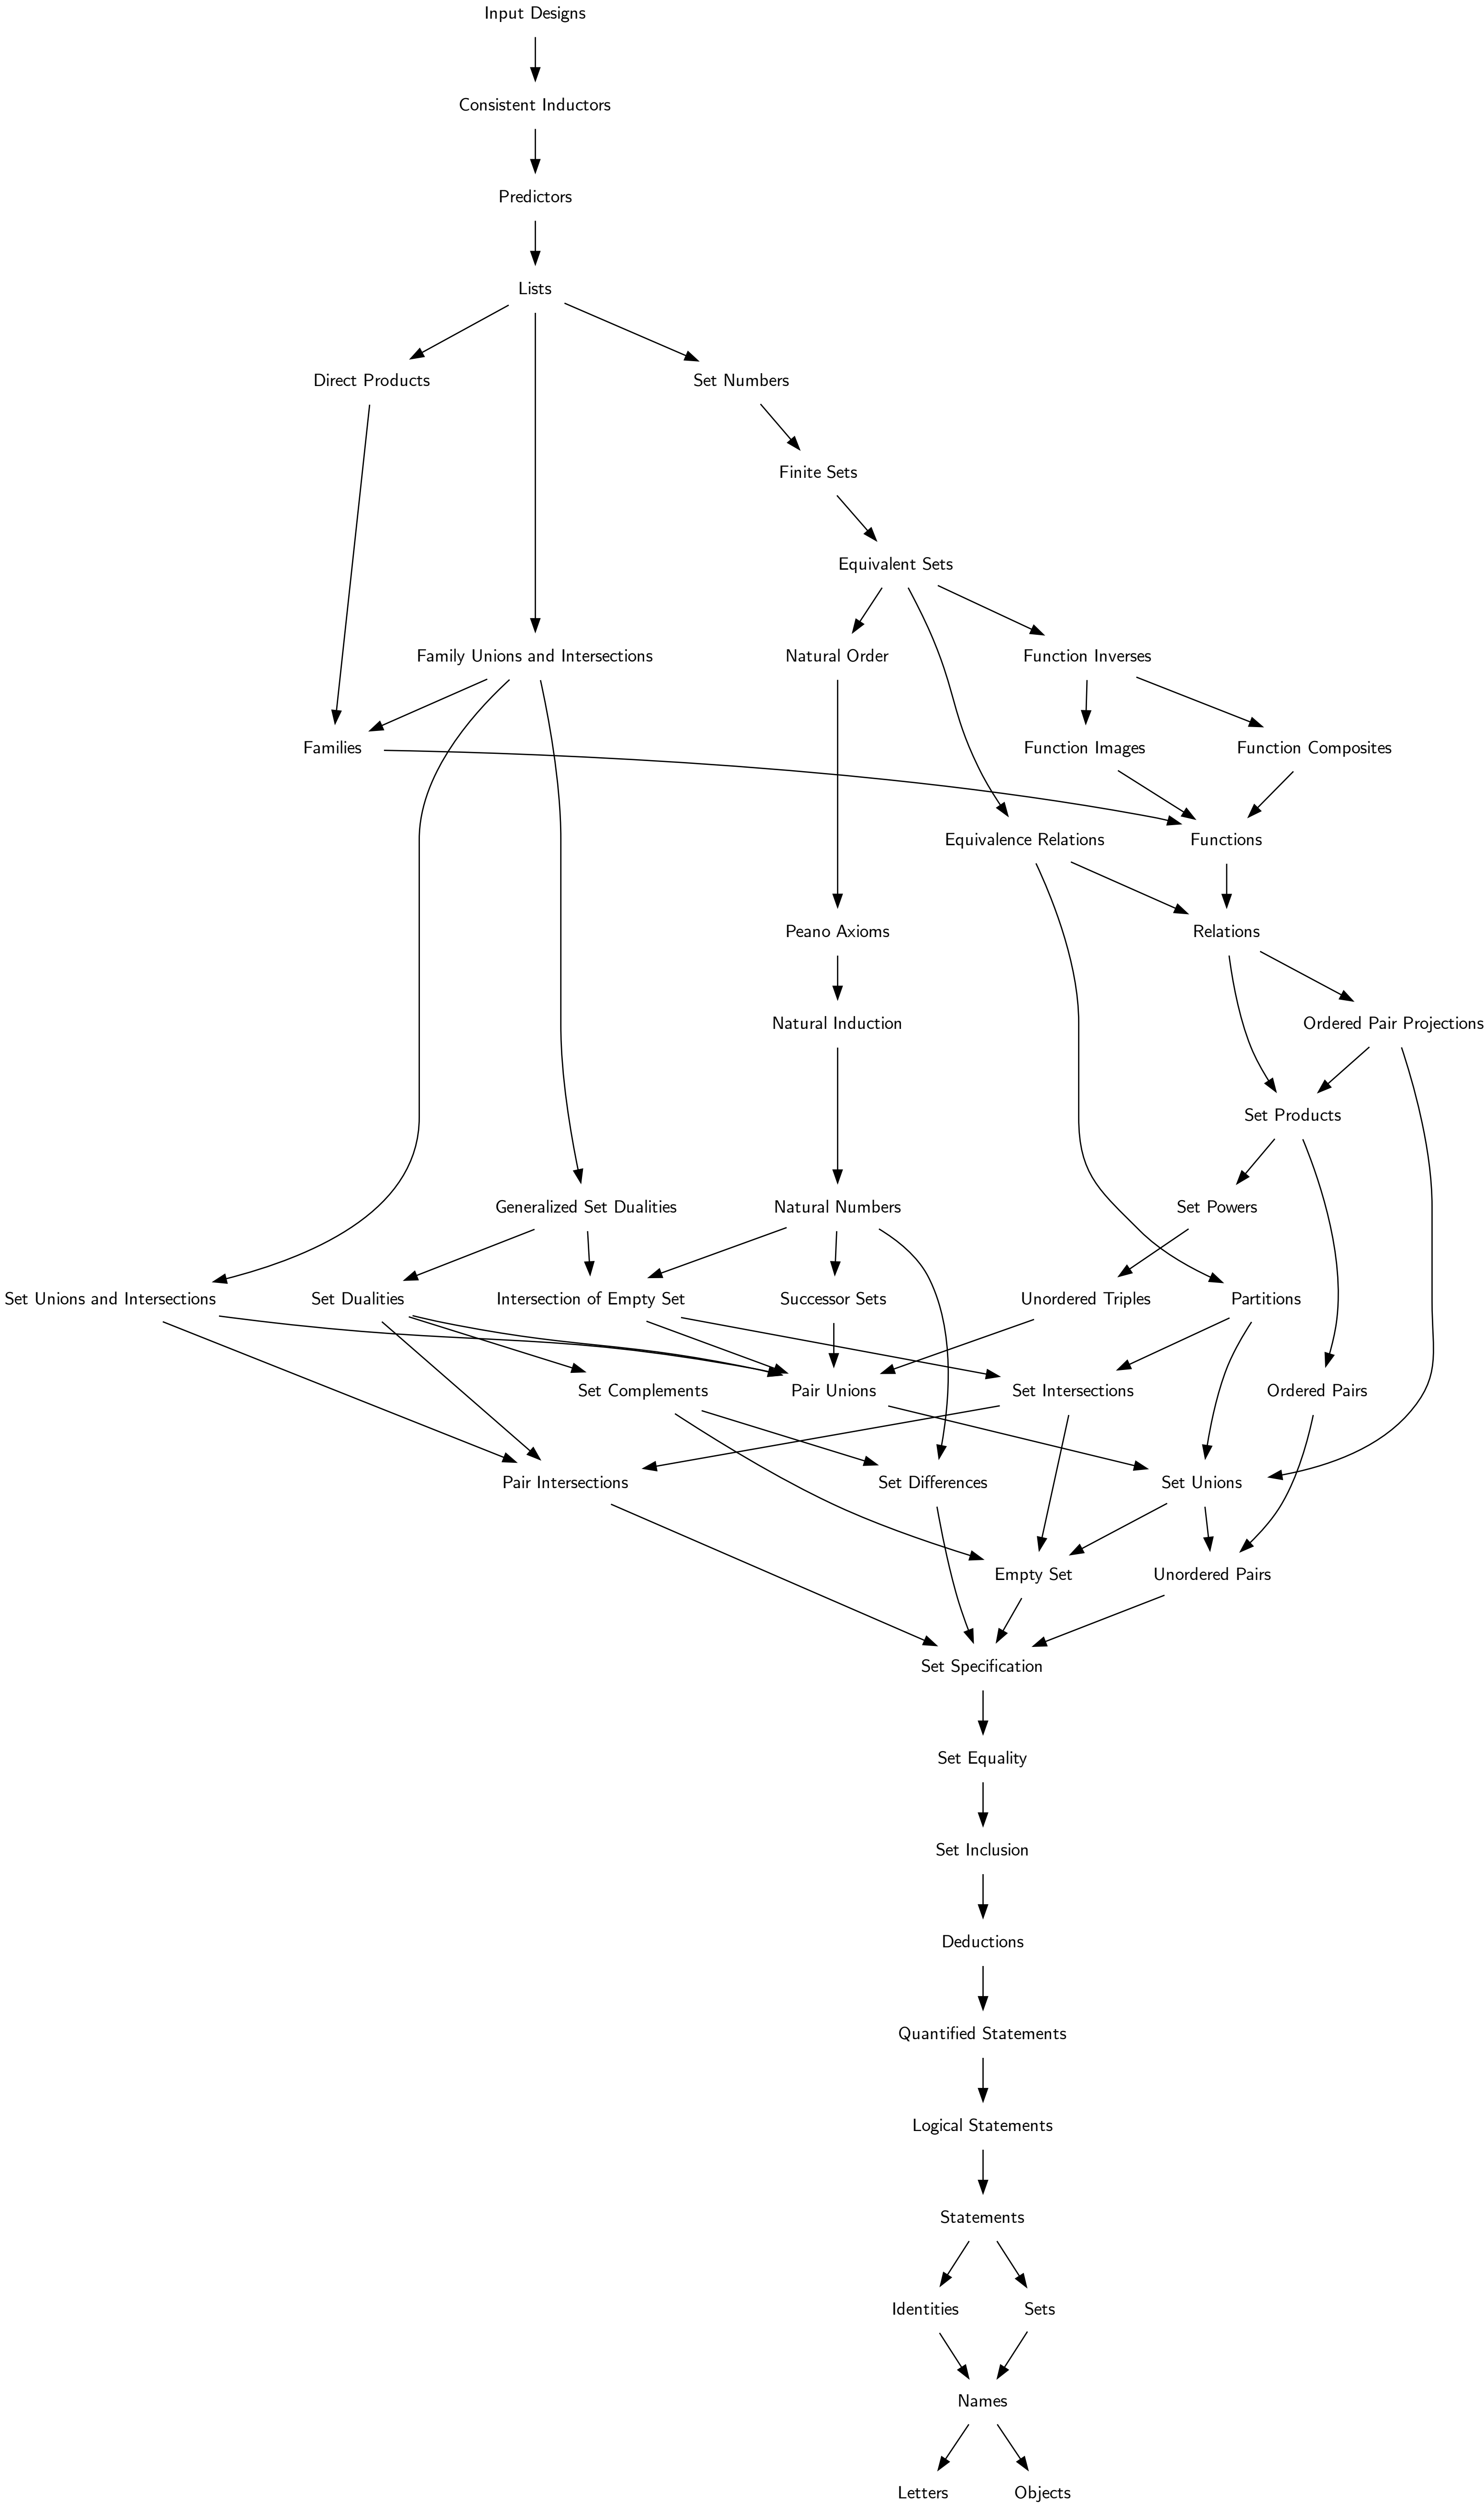 Input Designs
Consistent Inductors
Predictors
Lists
Direct Products
Set Numbers
Finite Sets
Equivalent Sets
Family Unions and Intersections
Natural Order
Function Inverses
Families
Function Images
Function Composites
Equivalence Relations
Functions
Peano Axioms
Relations
Natural Induction
Ordered Pair Projections
Set Products
Generalized Set Dualities
Natural Numbers
Set Powers
Set Unions and Intersections
Set Dualities
Intersection of Empty Set
Successor Sets
Unordered Triples
Partitions
Set Complements
Pair Unions
Set Intersections
Ordered Pairs
Pair Intersections
Set Differences
Set Unions
Empty Set
Unordered Pairs
Set Specification
Set Equality
Set Inclusion
Deductions
Quantified Statements
Logical Statements
Statements
Identities
Sets
Names
Letters
Objects